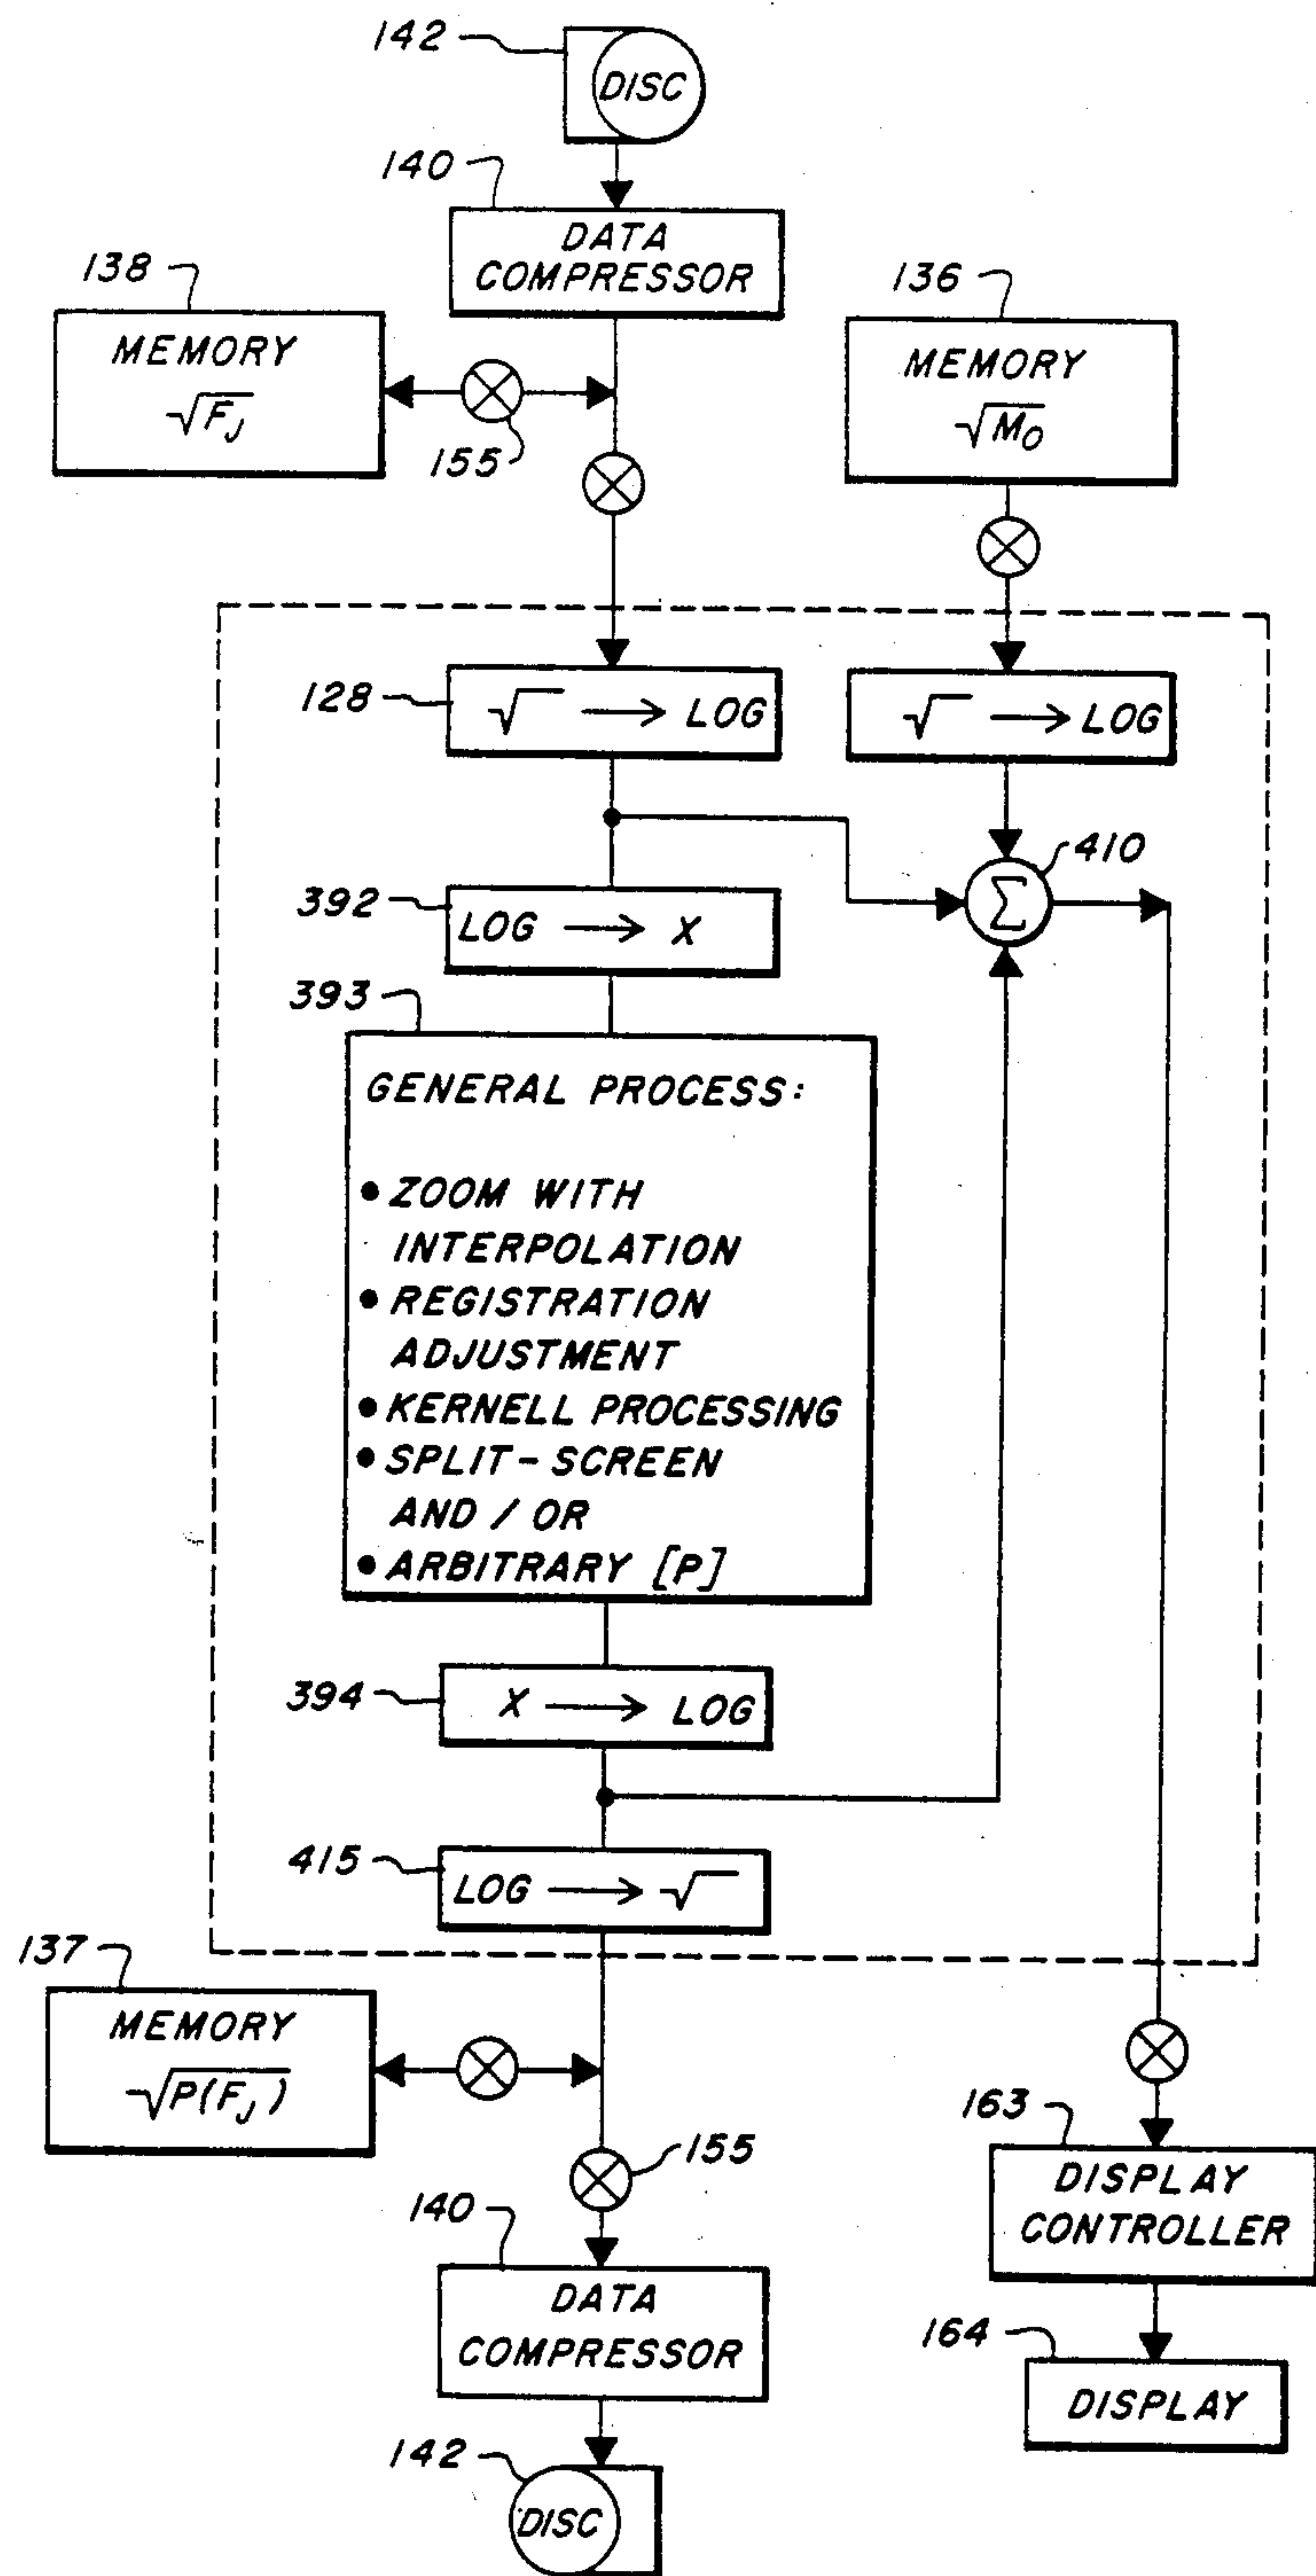 142
DISC
140
DATA
COMPRESSOR
138
MEMORY
√F_J
155
136
MEMORY
√M_O
128
√ → LOG
√ → LOG
410
Σ
392
LOG → X
393
GENERAL PROCESS:
• ZOOM WITH
INTERPOLATION
• REGISTRATION
ADJUSTMENT
• KERNELL PROCESSING
• SPLIT-SCREEN
AND / OR
• ARBITRARY [P]
394
X → LOG
415
LOG → √
137
MEMORY
√P(F_J)
155
140
DATA
COMPRESSOR
142
DISC
163
DISPLAY
CONTROLLER
164
DISPLAY